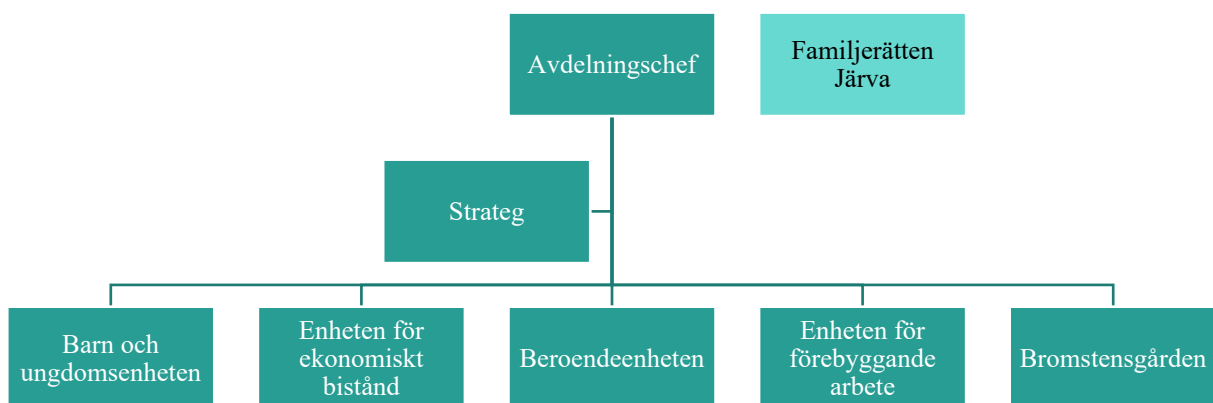 Avdelningschef
Familjerätten
Järva
Strateg
Barn och
ungdomsenheten
Enheten för
ekonomiskt
bistånd
Beroendeenheten
Enheten för
förebyggande
arbete
Bromstensgården